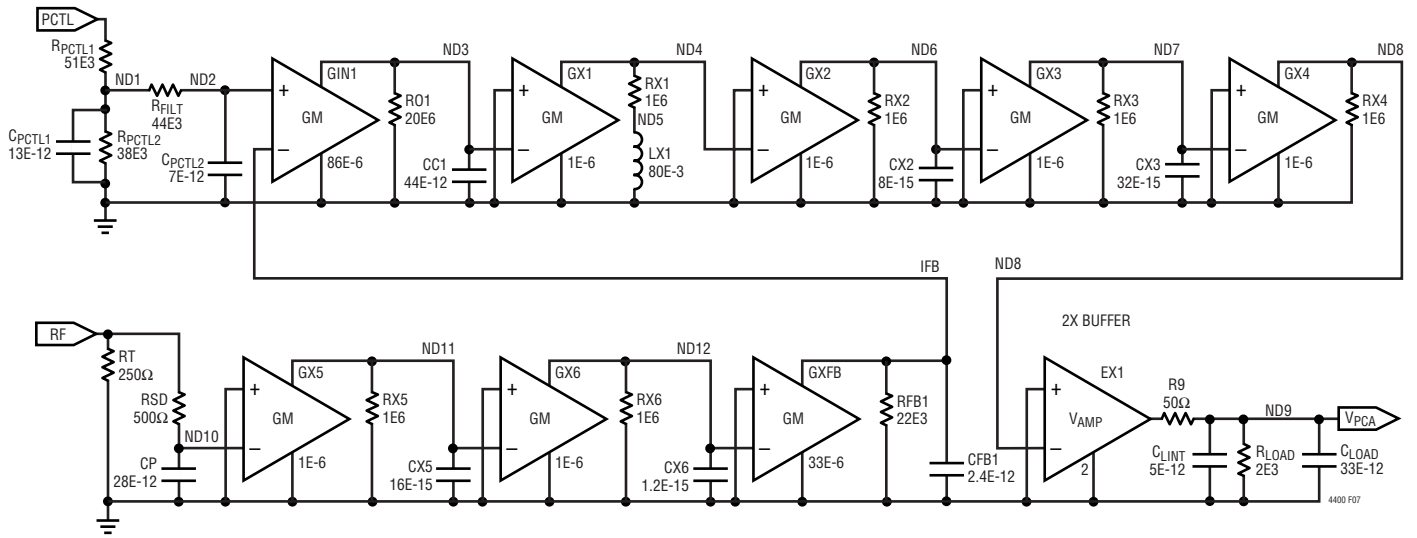 PCTL
RPCTL1
51E3
ND1
ND2
RFILT
44E3
CPCTL1
13E-12
RPCTL2
38E3
CPCTL2
7E-12
+
−
GIN1
GM
86E-6
RO1
20E6
ND3
CC1
44E-12
+
−
GX1
GM
1E-6
RX1
1E6
ND5
LX1
80E-3
ND4
+
−
GX2
GM
1E-6
RX2
1E6
ND6
CX2
8E-15
+
−
GX3
GM
1E-6
RX3
1E6
ND7
CX3
32E-15
+
−
GX4
GM
1E-6
RX4
1E6
ND8
IFB
ND8
RF
RT
250Ω
RSD
500Ω
ND10
CP
28E-12
+
−
GX5
GM
1E-6
RX5
1E6
ND11
CX5
16E-15
+
−
GX6
GM
1E-6
RX6
1E6
ND12
CX6
1.2E-15
+
−
GXFB
GM
33E-6
RFB1
22E3
CFB1
2.4E-12
2X BUFFER
+
−
EX1
VAMP
2
R9
50Ω
ND9
VPCA
CLINT
5E-12
RLOAD
2E3
CLOAD
33E-12
4400 F07